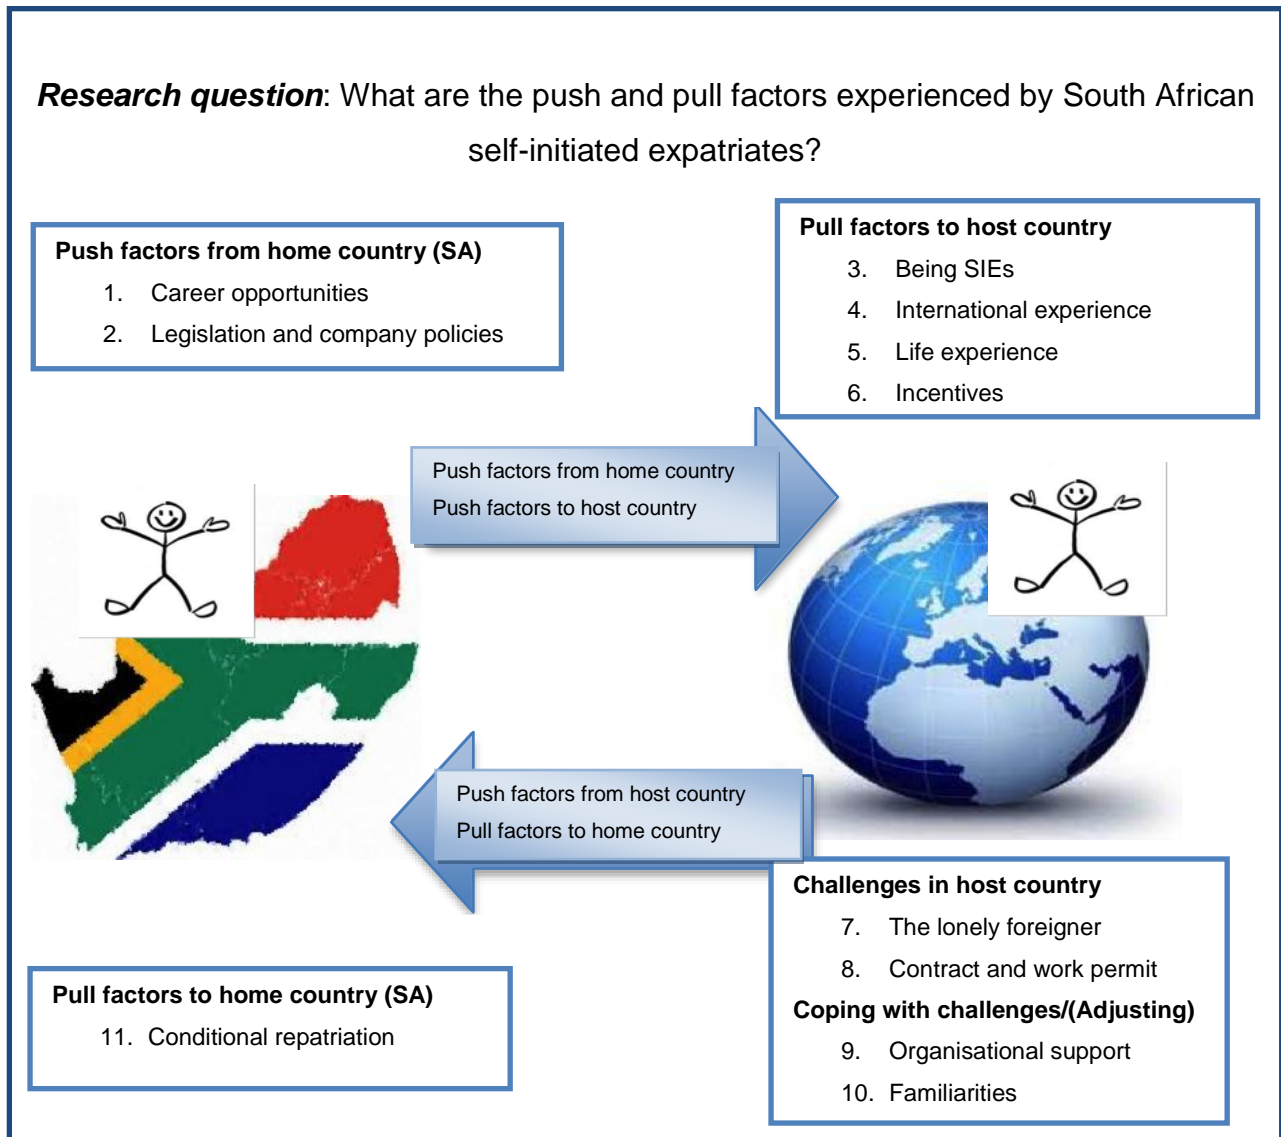 Research question: What are the push and pull factors experienced by South African
self-initiated expatriates?
Push factors from home country (SA)
1. Career opportunities
2. Legislation and company policies
Pull factors to host country
3. Being SIEs
4. International experience
5. Life experience
6. Incentives
Push factors from home country
Push factors to host country
Push factors from host country
Pull factors to home country
Challenges in host country
7. The lonely foreigner
8. Contract and work permit
Coping with challenges/(Adjusting)
9. Organisational support
10. Familiarities
Pull factors to home country (SA)
11. Conditional repatriation